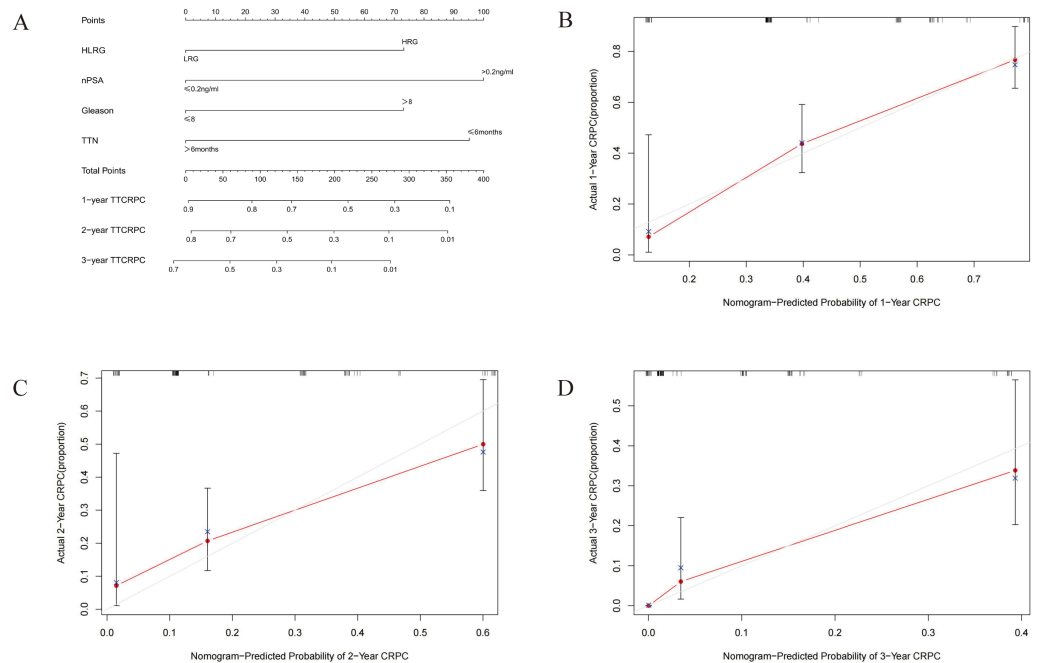 A
Points
0 10 20 30 40 50 60 70 80 90 100
HLRG
HRG
LRG
nPSA
>0.2ng/ml
≤0.2ng/ml
Gleason
>8
≤8
TTN
≤6months
>6months
Total Points
0 50 100 150 200 250 300 350 400
1-year TTCRPC
0.9 0.8 0.7 0.5 0.3 0.1
2-year TTCRPC
0.8 0.7 0.5 0.3 0.1 0.01
3-year TTCRPC
0.7 0.5 0.3 0.1 0.01
B
Actual 1-Year CRPC(proportion)
0.0 0.2 0.4 0.6 0.8
0.2 0.3 0.4 0.5 0.6 0.7
Nomogram-Predicted Probability of 1-Year CRPC
C
Actual 2-Year CRPC(proportion)
0.0 0.1 0.2 0.3 0.4 0.5 0.6 0.7
0.0 0.1 0.2 0.3 0.4 0.5 0.6
Nomogram-Predicted Probability of 2-Year CRPC
D
Actual 3-Year CRPC(proportion)
0.0 0.1 0.2 0.3 0.4 0.5
0.0 0.1 0.2 0.3 0.4
Nomogram-Predicted Probability of 3-Year CRPC